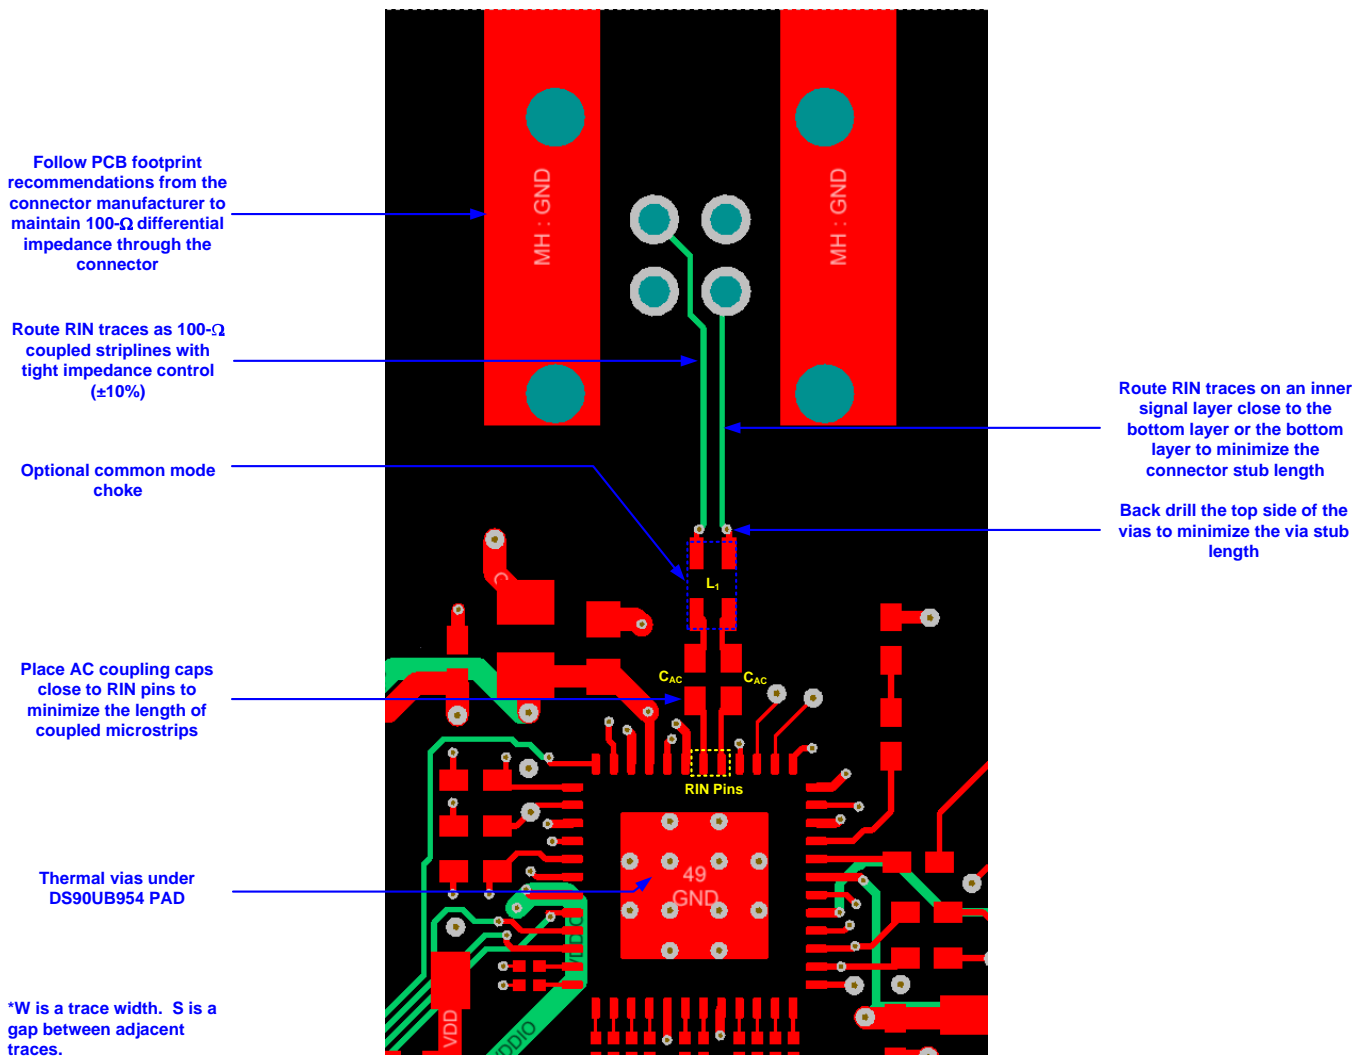 Follow PCB footprint
recommendations from the
connector manufacturer to
maintain 100-Ω differential
impedance through the
connector
Route RIN traces as 100-Ω
coupled striplines with
tight impedance control
(±10%)
Optional common mode
choke
Place AC coupling caps
close to RIN pins to
minimize the length of
coupled microstrips
Thermal vias under
DS90UB954 PAD
*W is a trace width. S is a
gap between adjacent
traces.
MH : GND
MH : GND
L1
CAC
CAC
RIN Pins
49
GND
VDDIO
VDD
VDDIO
Route RIN traces on an inner
signal layer close to the
bottom layer or the bottom
layer to minimize the
connector stub length
Back drill the top side of the
vias to minimize the via stub
length